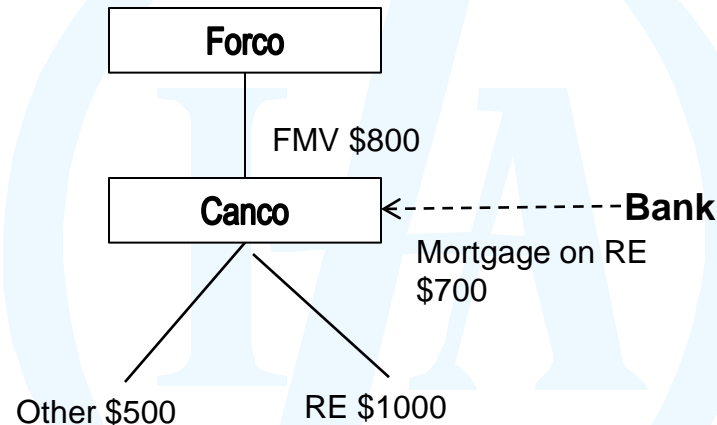 Forco
FMV $800
Canco
Bank
Mortgage on RE
$700
Other $500
RE $1000